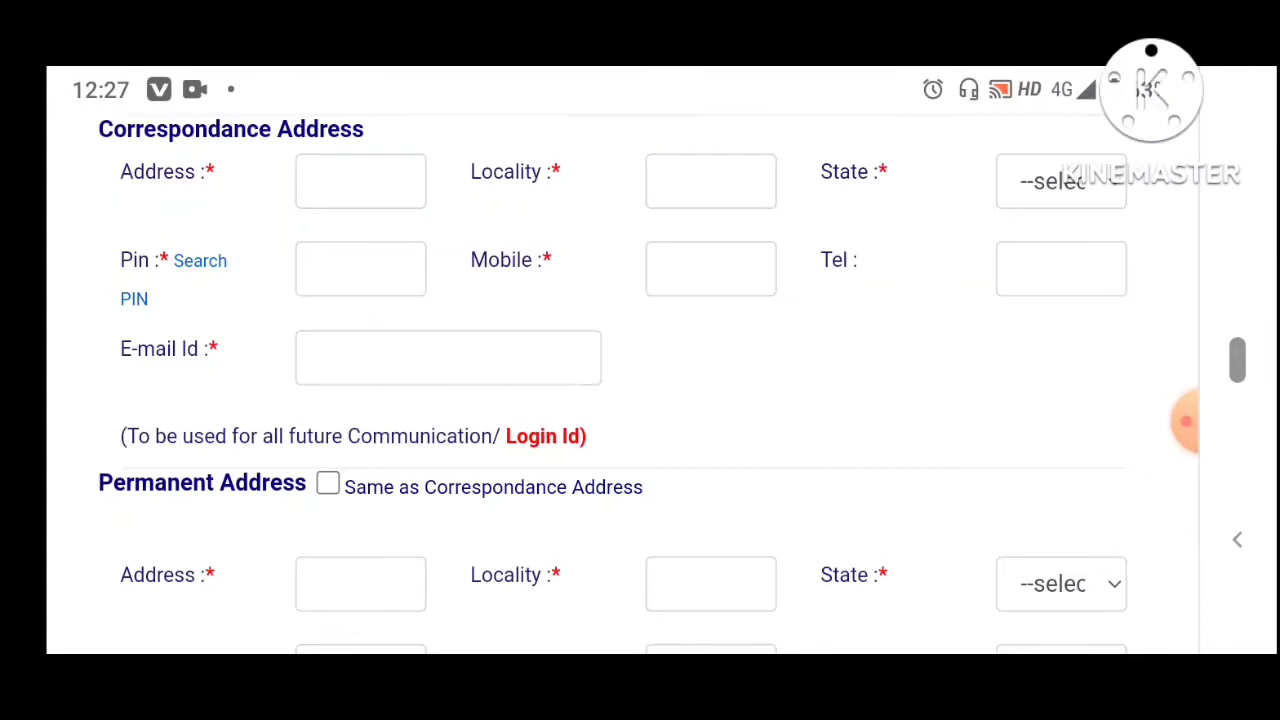 12:27 HD 4G
KINEMASTER
Correspondance Address
Address :* Locality :* State :* --selec
Pin :* Search PIN Mobile :* Tel :
E-mail Id :*
(To be used for all future Communication/ Login Id)
Permanent Address Same as Correspondance Address
Address :* Locality :* State :* --selec